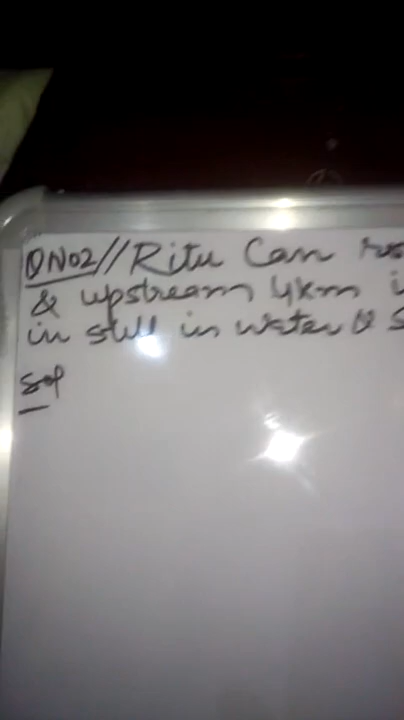 QNo2// Ritu Can
& upstream 4km
in still in water &
Sol